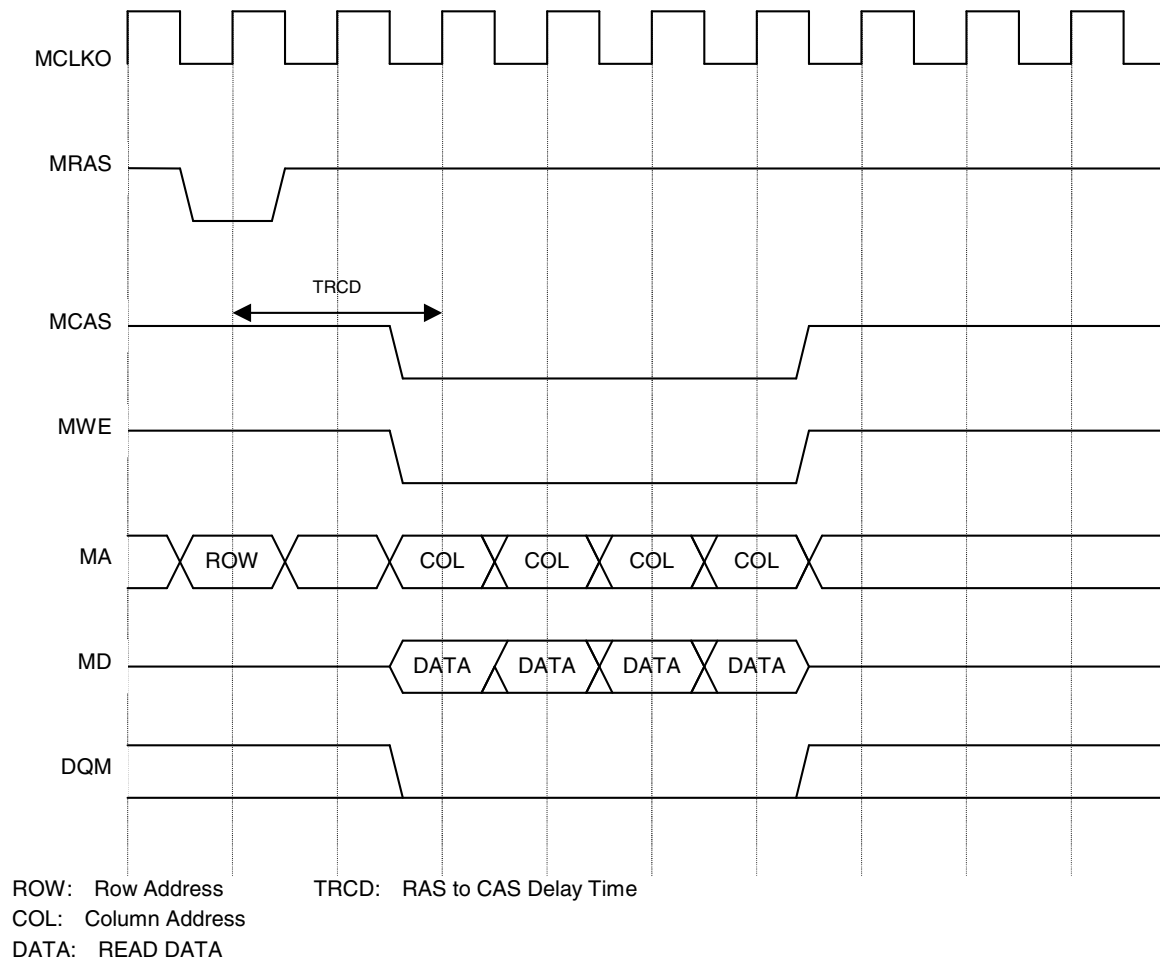 MCLKO
MRAS
TRCD
MCAS
MWE
MA ROW COL COL COL COL
MD DATA DATA DATA DATA
DQM
ROW: Row Address TRCD: RAS to CAS Delay Time
COL: Column Address
DATA: READ DATA